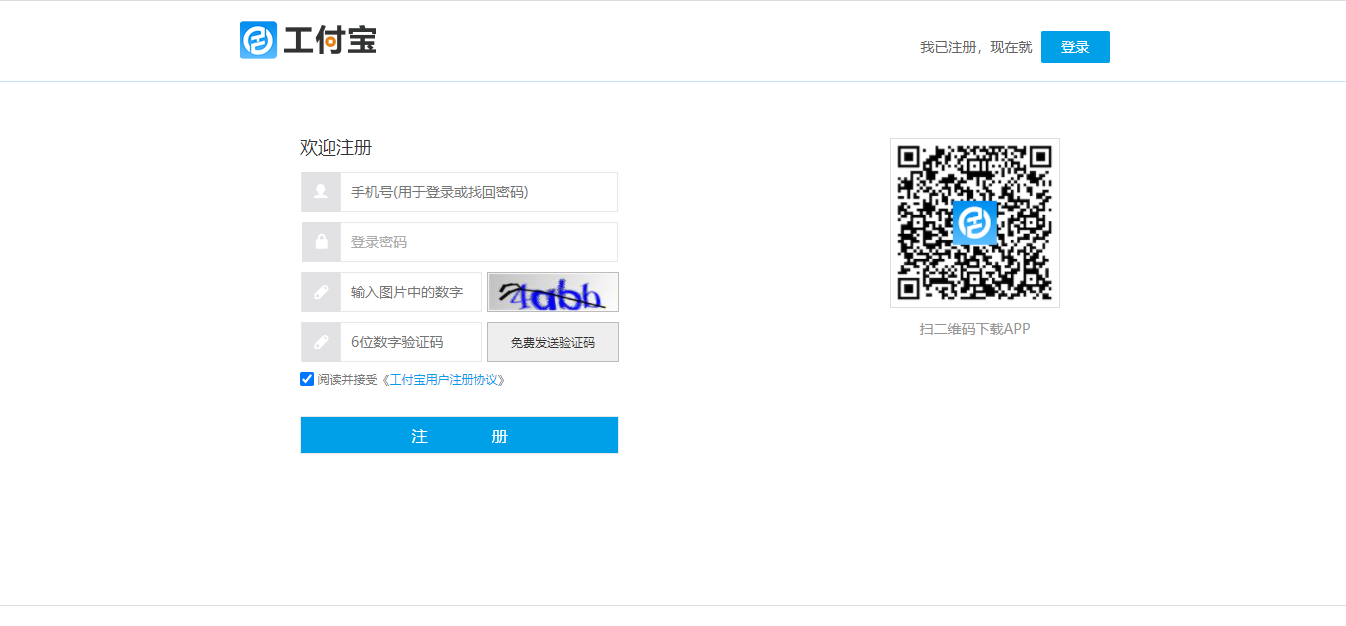 工付宝
我已注册，现在就 登录
欢迎注册
手机号(用于登录或找回密码)
登录密码
输入图片中的数字
6位数字验证码 免费发送验证码
阅读并接受《工付宝用户注册协议》
注 册
扫二维码下载APP